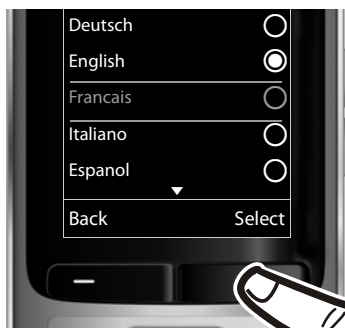 Deutsch
English
Francais
Italiano
Espanol
Back Select